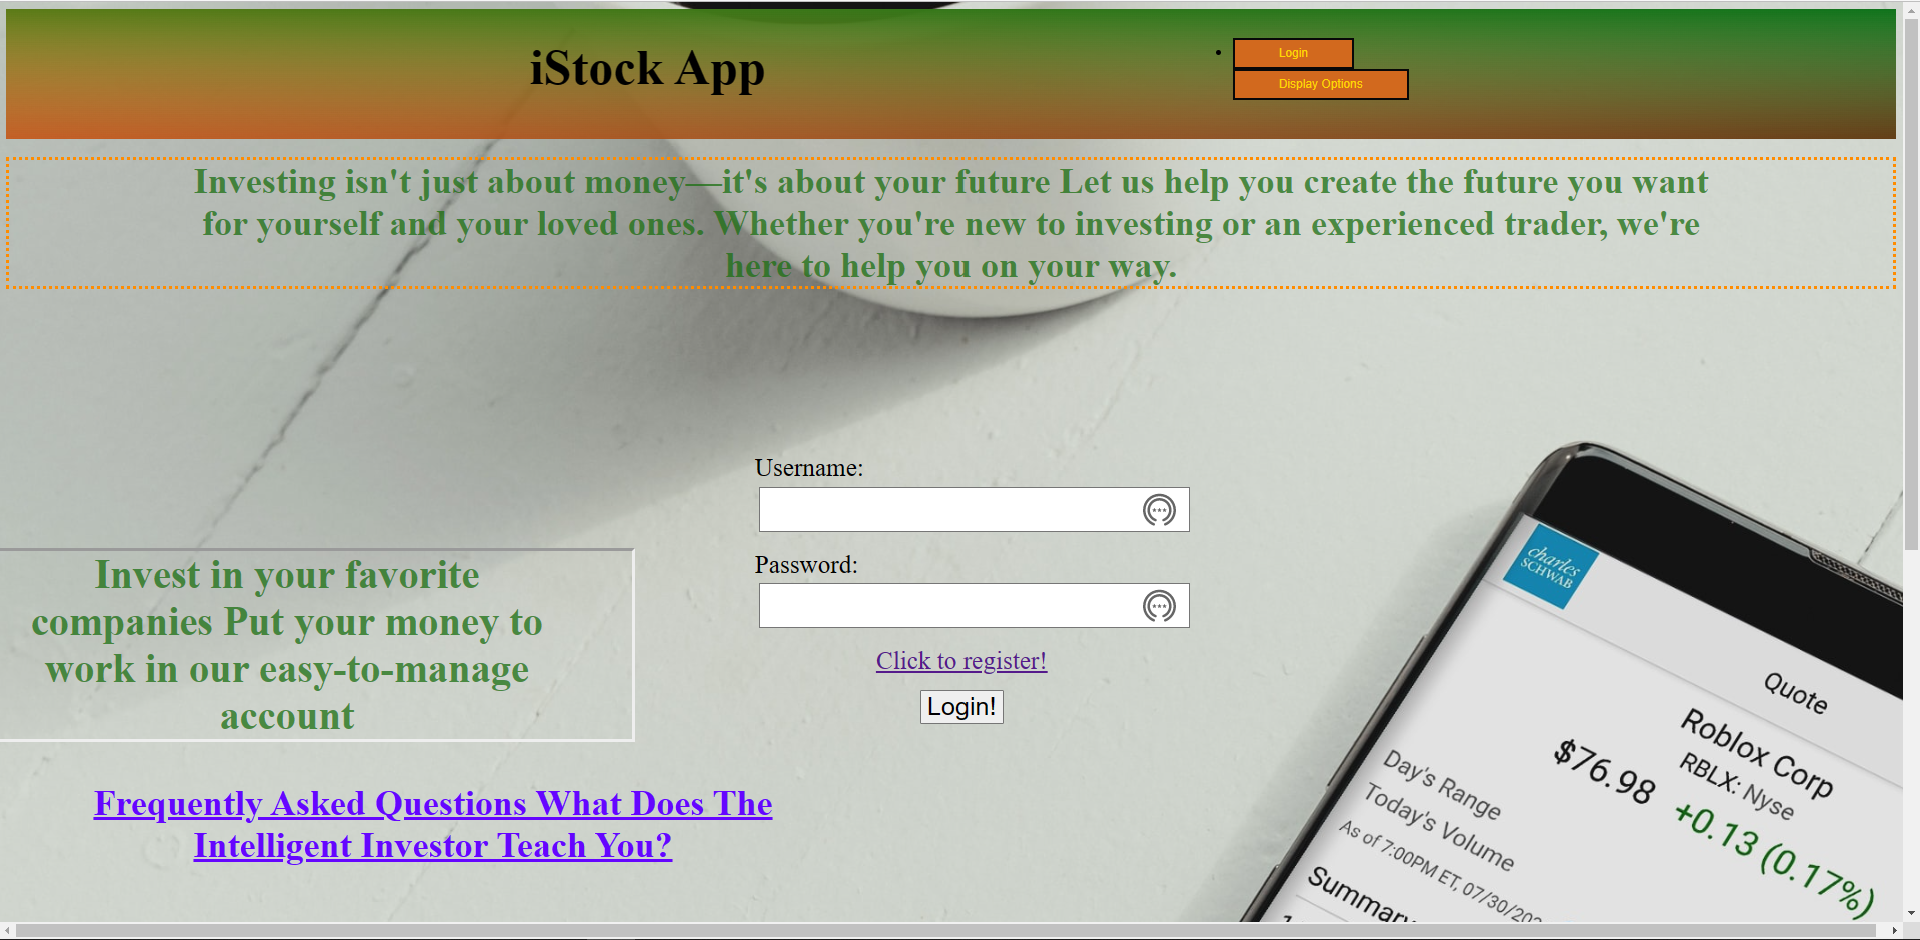 iStock App
Login
Display Options
Investing isn't just about money—it's about your future Let us help you create the future you want
for yourself and your loved ones. Whether you're new to investing or an experienced trader, we're
here to help you on your way.
Username:
Password:
Click to register!
Login!
Invest in your favorite
companies Put your money to
work in our easy-to-manage
account
Frequently Asked Questions What Does The
Intelligent Investor Teach You?
charles
SCHWAB
Quote
Roblox Corp
RBLX: Nyse
$76.98 +0.13 (0.17%)
Day's Range
Today's Volume
As of 7:00PM ET, 07/30/202
Summary